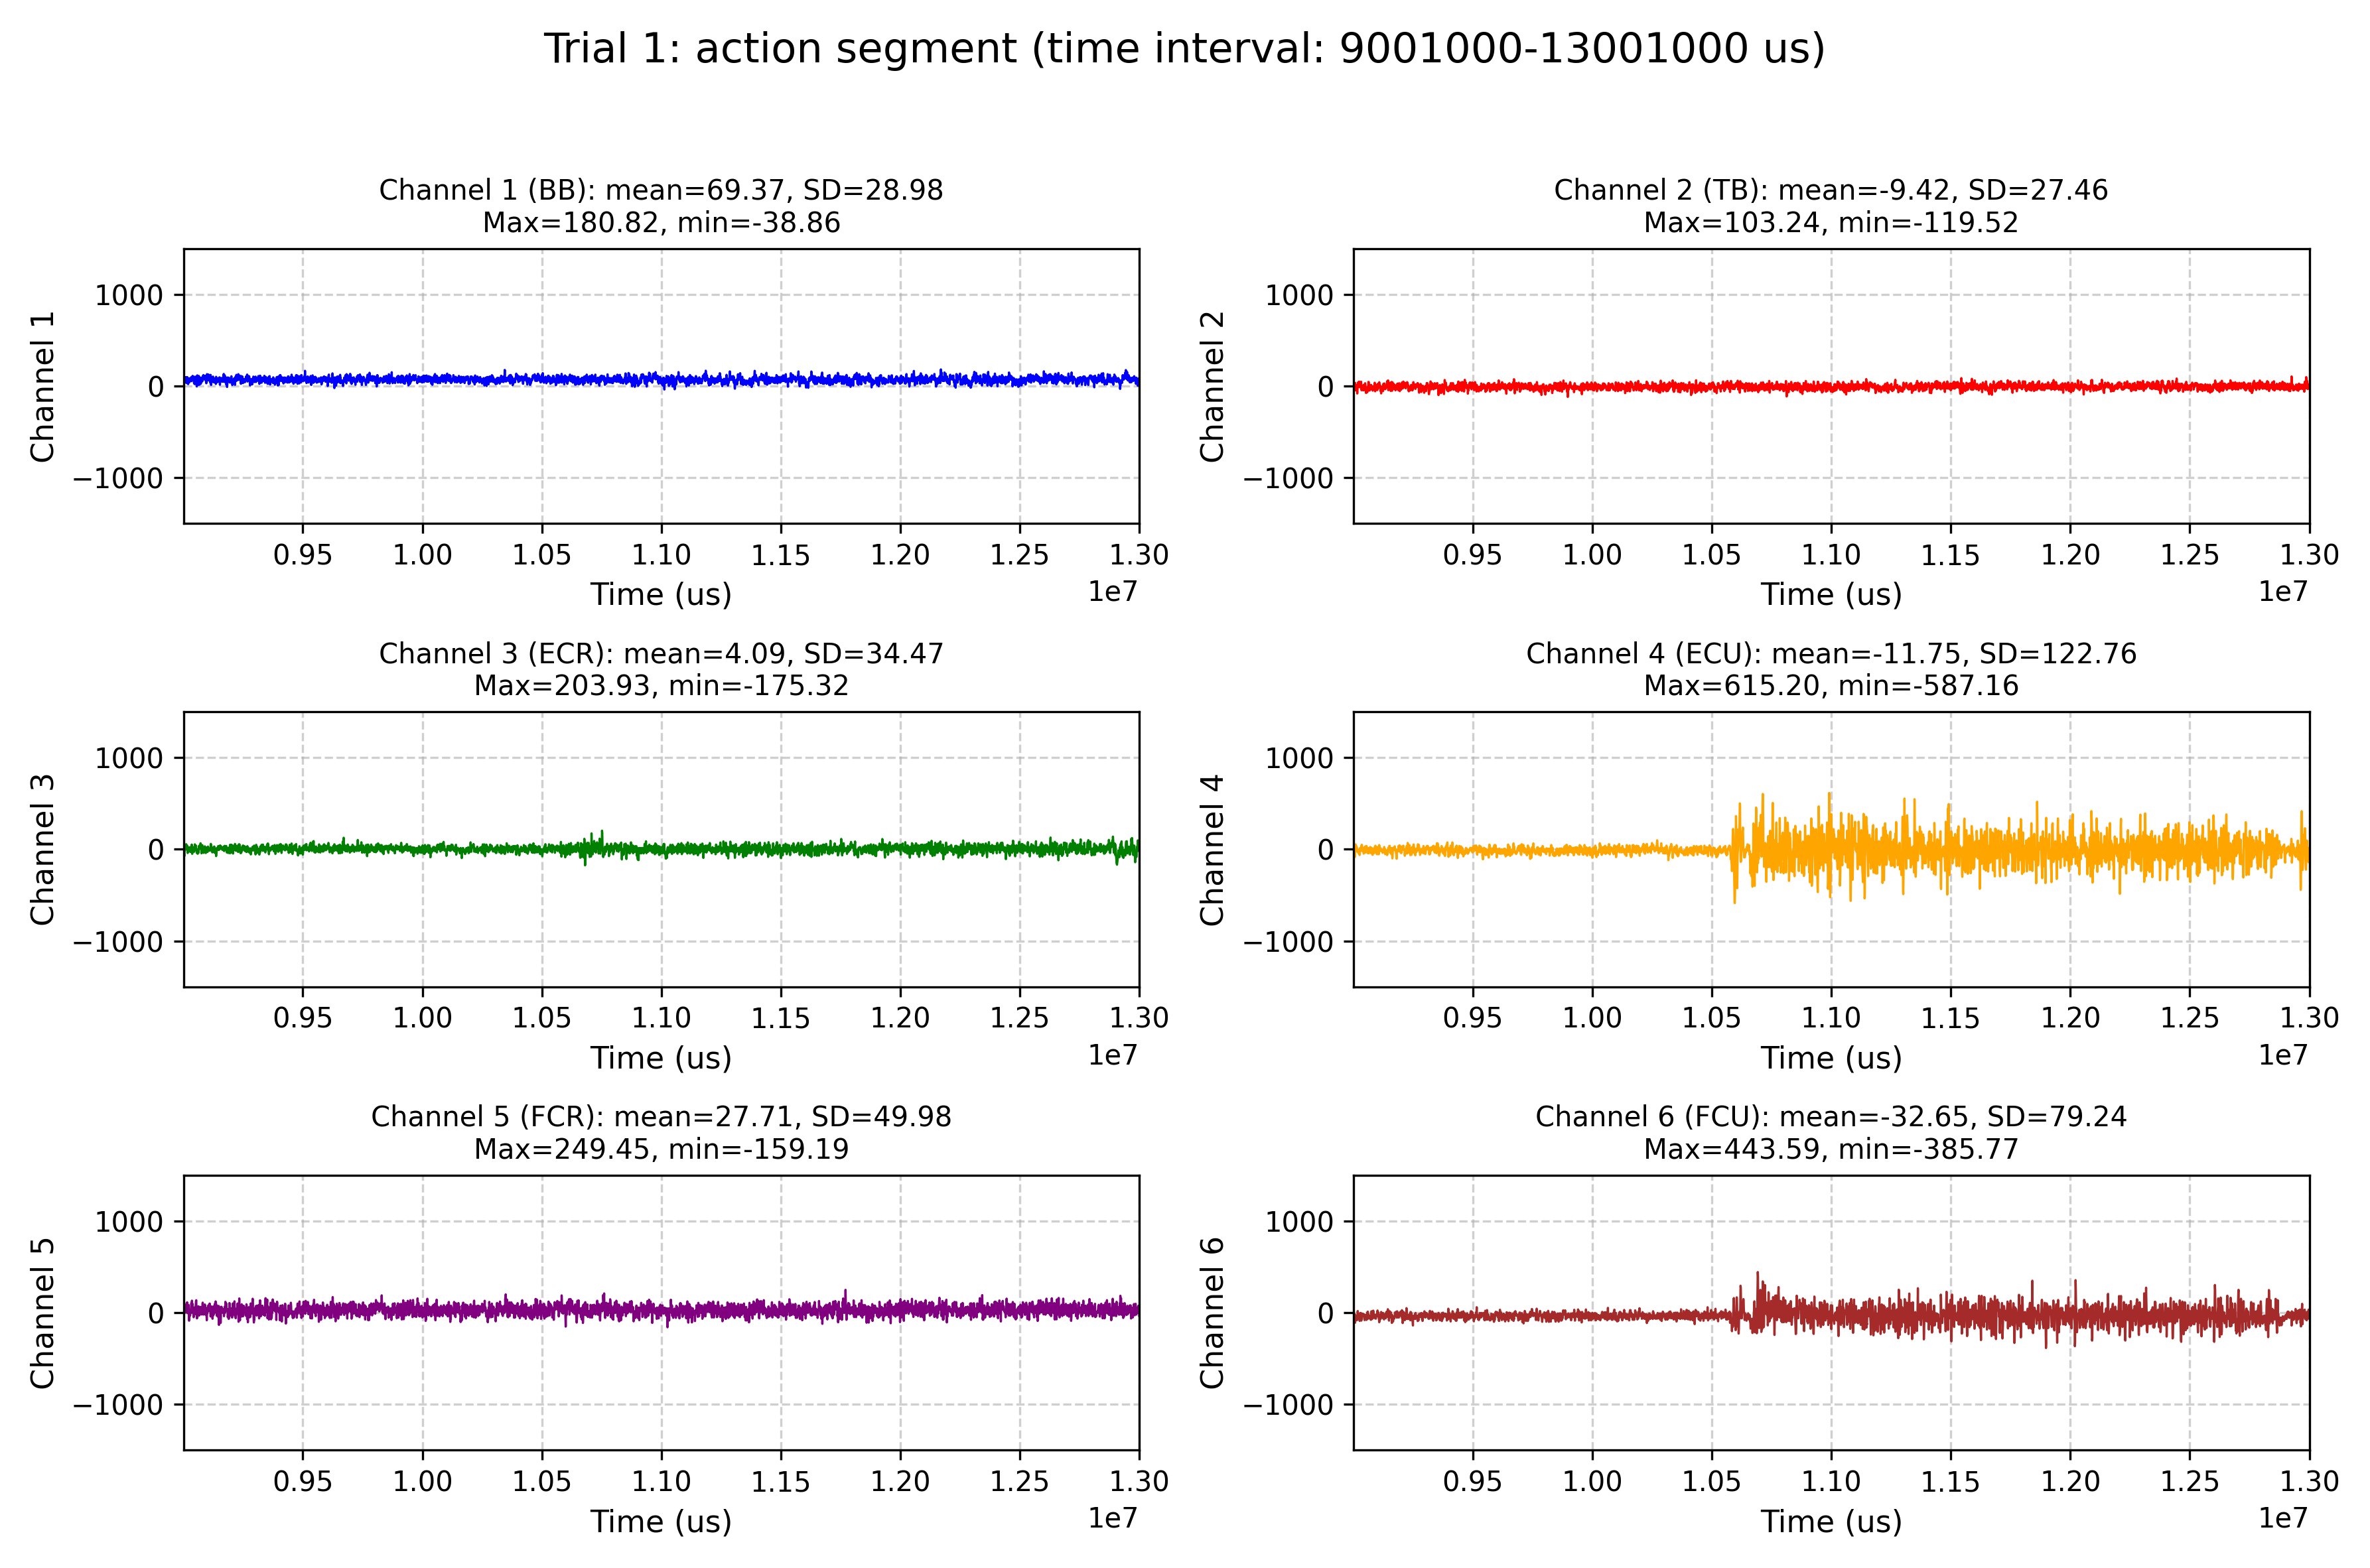 Trial 1: action segment (time interval: 9001000-13001000 us)
Channel 1 (BB): mean=69.37, SD=28.98
Max=180.82, min=-38.86
Channel 1
1000
0
−1000
0.95 1.00 1.05 1.10 1.15 1.20 1.25 1.30
Time (us)
1e7
Channel 2 (TB): mean=-9.42, SD=27.46
Max=103.24, min=-119.52
Channel 2
1000
0
−1000
0.95 1.00 1.05 1.10 1.15 1.20 1.25 1.30
Time (us)
1e7
Channel 3 (ECR): mean=4.09, SD=34.47
Max=203.93, min=-175.32
Channel 3
1000
0
−1000
0.95 1.00 1.05 1.10 1.15 1.20 1.25 1.30
Time (us)
1e7
Channel 4 (ECU): mean=-11.75, SD=122.76
Max=615.20, min=-587.16
Channel 4
1000
0
−1000
0.95 1.00 1.05 1.10 1.15 1.20 1.25 1.30
Time (us)
1e7
Channel 5 (FCR): mean=27.71, SD=49.98
Max=249.45, min=-159.19
Channel 5
1000
0
−1000
0.95 1.00 1.05 1.10 1.15 1.20 1.25 1.30
Time (us)
1e7
Channel 6 (FCU): mean=-32.65, SD=79.24
Max=443.59, min=-385.77
Channel 6
1000
0
−1000
0.95 1.00 1.05 1.10 1.15 1.20 1.25 1.30
Time (us)
1e7